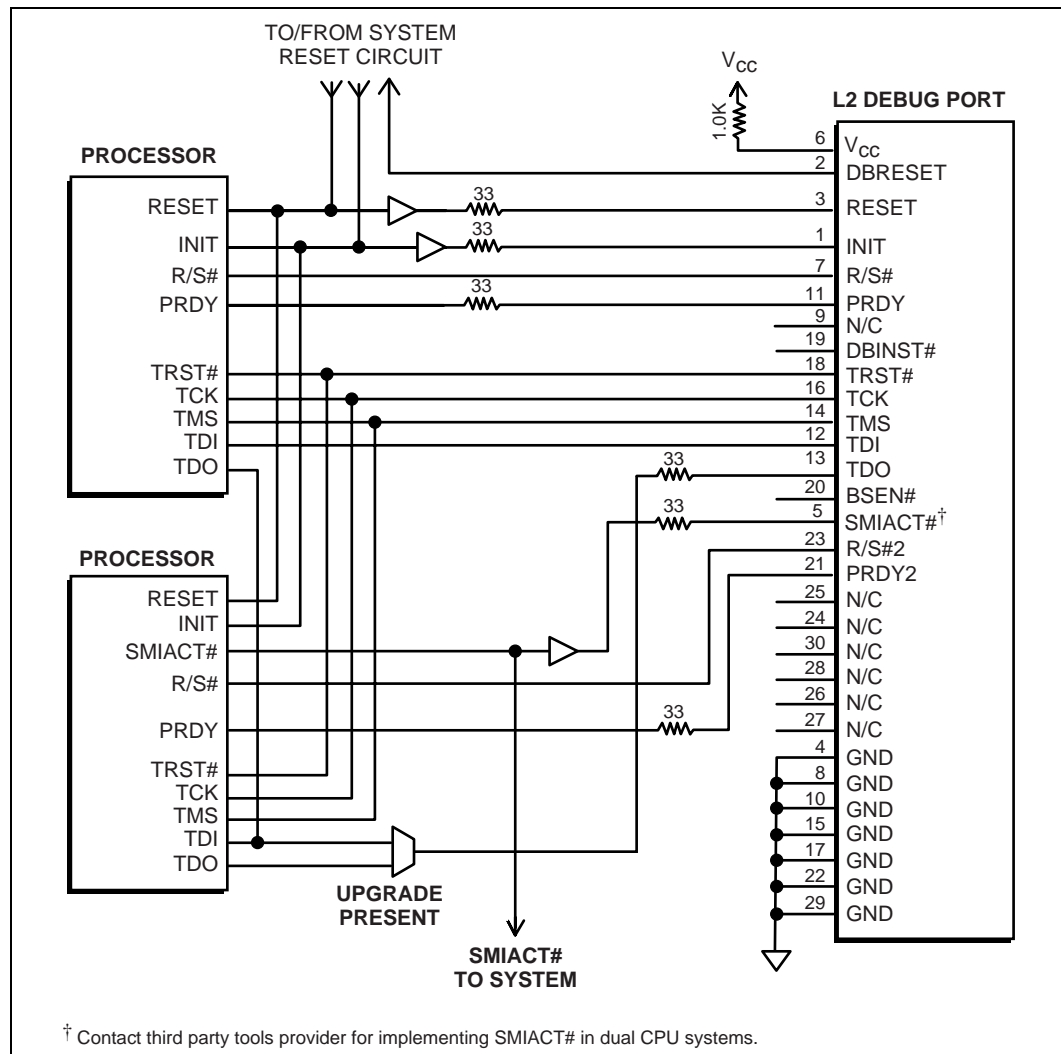 TO/FROM SYSTEM
RESET CIRCUIT
VCC
1.0K
L2 DEBUG PORT
6 VCC
2 DBRESET
PROCESSOR
RESET 33 3 RESET
INIT 33 1 INIT
R/S# 7 R/S#
PRDY 33 11 PRDY
9 N/C
19 DBINST#
TRST# 18 TRST#
TCK 16 TCK
TMS 14 TMS
TDI 12 TDI
TDO 33 13 TDO
20 BSEN#
33 5 SMIACT#†
23 R/S#2
21 PRDY2
PROCESSOR
RESET 25 N/C
INIT 24 N/C
SMIACT# 30 N/C
R/S# 28 N/C
26 N/C
PRDY 33 27 N/C
4 GND
TRST# 8 GND
TCK 10 GND
TMS 15 GND
TDI 17 GND
TDO 22 GND
29 GND
UPGRADE
PRESENT
SMIACT#
TO SYSTEM
† Contact third party tools provider for implementing SMIACT# in dual CPU systems.